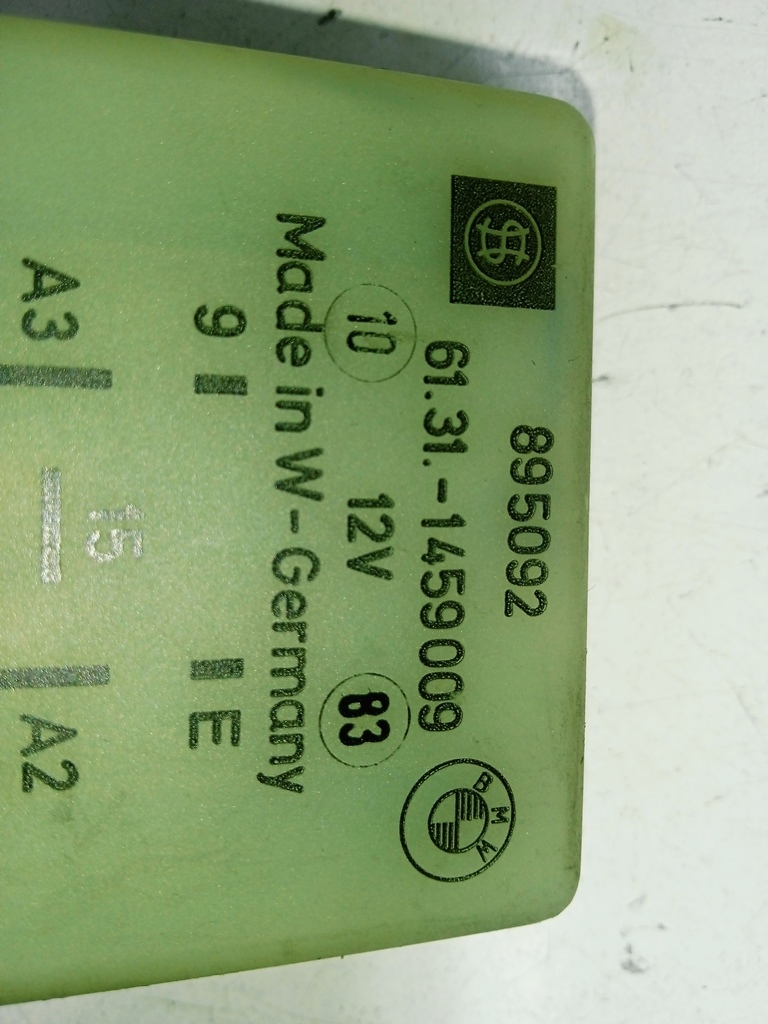 895092
61.31.-1459009
BMW
10 12V 83
Made in W-Germany
9 E
15
A3 A2